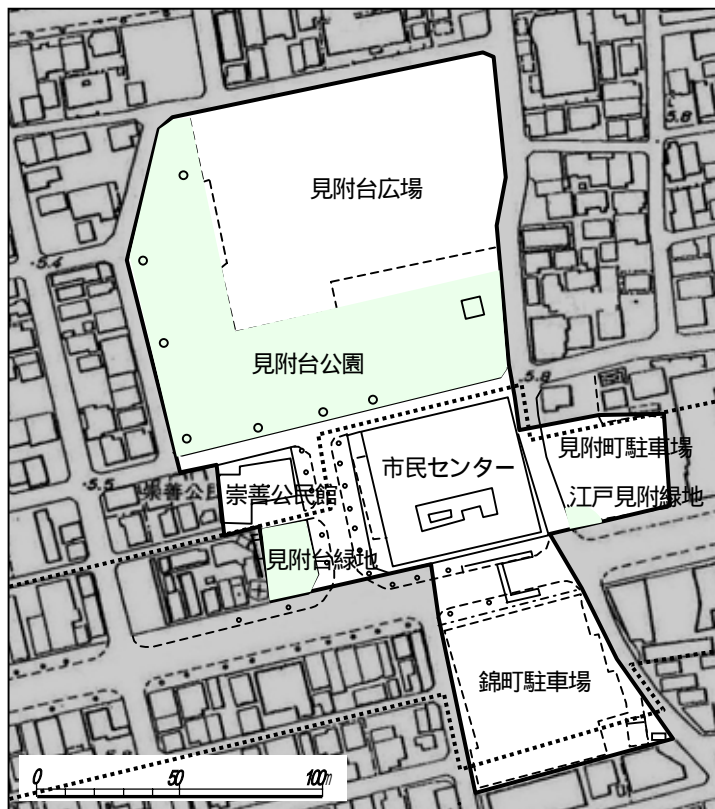 見附台広場
5.8
5.4
見附台公園
5.8
見附町駐車場
市民センター
5.5
崇善公民館
江戸見附緑地
見附台緑地
錦町駐車場
0 50 100m